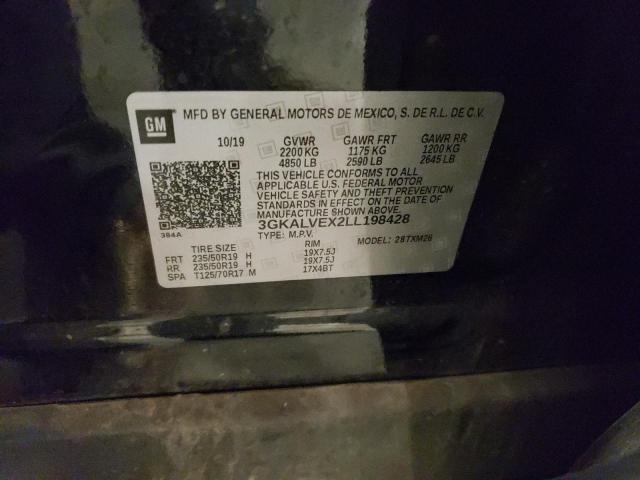 GM
MFD BY GENERAL MOTORS DE MEXICO, S. DE R.L. DE C.V.
10/19 GVWR GAWR FRT GAWR RR
2200 KG 1175 KG 1200 KG
4850 LB 2590 LB 2645 LB
THIS VEHICLE CONFORMS TO ALL
APPLICABLE U.S. FEDERAL MOTOR
VEHICLE SAFETY AND THEFT PREVENTION
STANDARDS IN EFFECT ON THE DATE OF
MANUFACTURE SHOWN ABOVE.
3GKALVEX2LL198428
384A
TYPE: M.P.V. MODEL: 28TXM26
TIRE SIZE RIM
FRT 235/50R19 H 19X7.5J
RR 235/50R19 H 19X7.5J
SPA T125/70R17 M 17X4BT